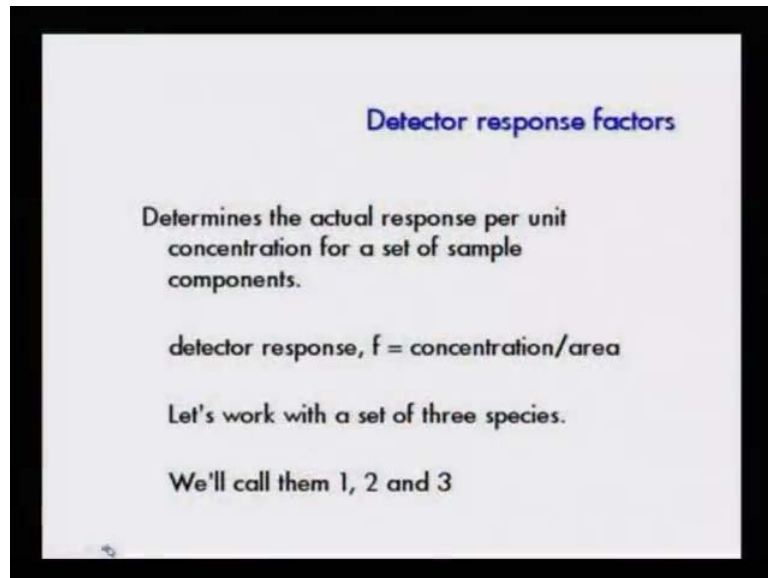 Detector response factors
Determines the actual response per unit
concentration for a set of sample
components.
detector response, f = concentration/area
Let's work with a set of three species.
We'll call them 1, 2 and 3